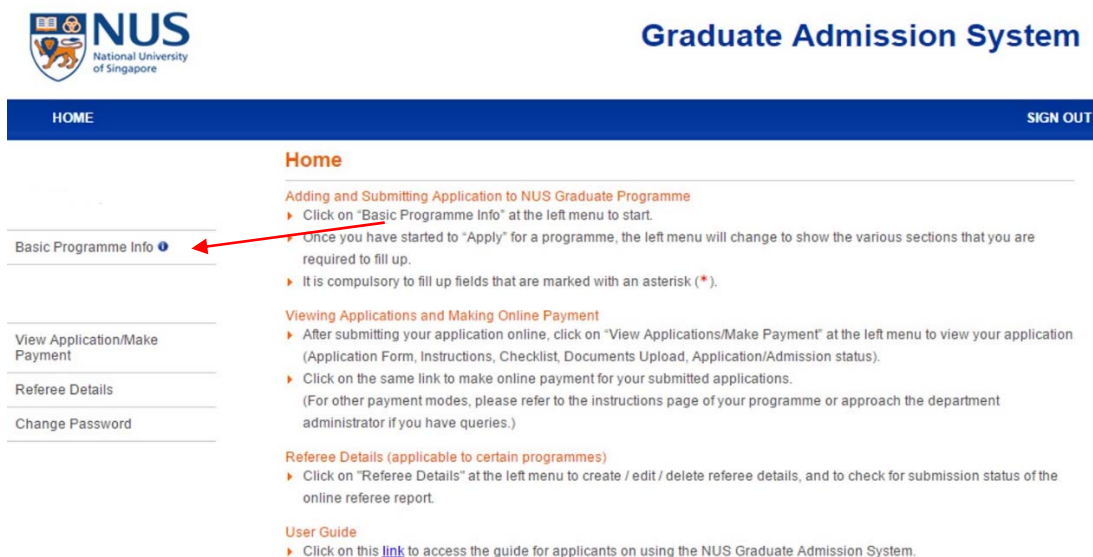 NUS
National University
of Singapore
Graduate Admission System
HOME
SIGN OUT
Basic Programme Info
View Application/Make
Payment
Referee Details
Change Password
Home
Adding and Submitting Application to NUS Graduate Programme
Click on “Basic Programme Info” at the left menu to start.
Once you have started to “Apply” for a programme, the left menu will change to show the various sections that you are
required to fill up.
It is compulsory to fill up fields that are marked with an asterisk (*).
Viewing Applications and Making Online Payment
After submitting your application online, click on “View Applications/Make Payment” at the left menu to view your application
(Application Form, Instructions, Checklist, Documents Upload, Application/Admission status).
Click on the same link to make online payment for your submitted applications.
(For other payment modes, please refer to the instructions page of your programme or approach the department
administrator if you have queries.)
Referee Details (applicable to certain programmes)
Click on "Referee Details" at the left menu to create / edit / delete referee details, and to check for submission status of the
online referee report.
User Guide
Click on this link to access the guide for applicants on using the NUS Graduate Admission System.